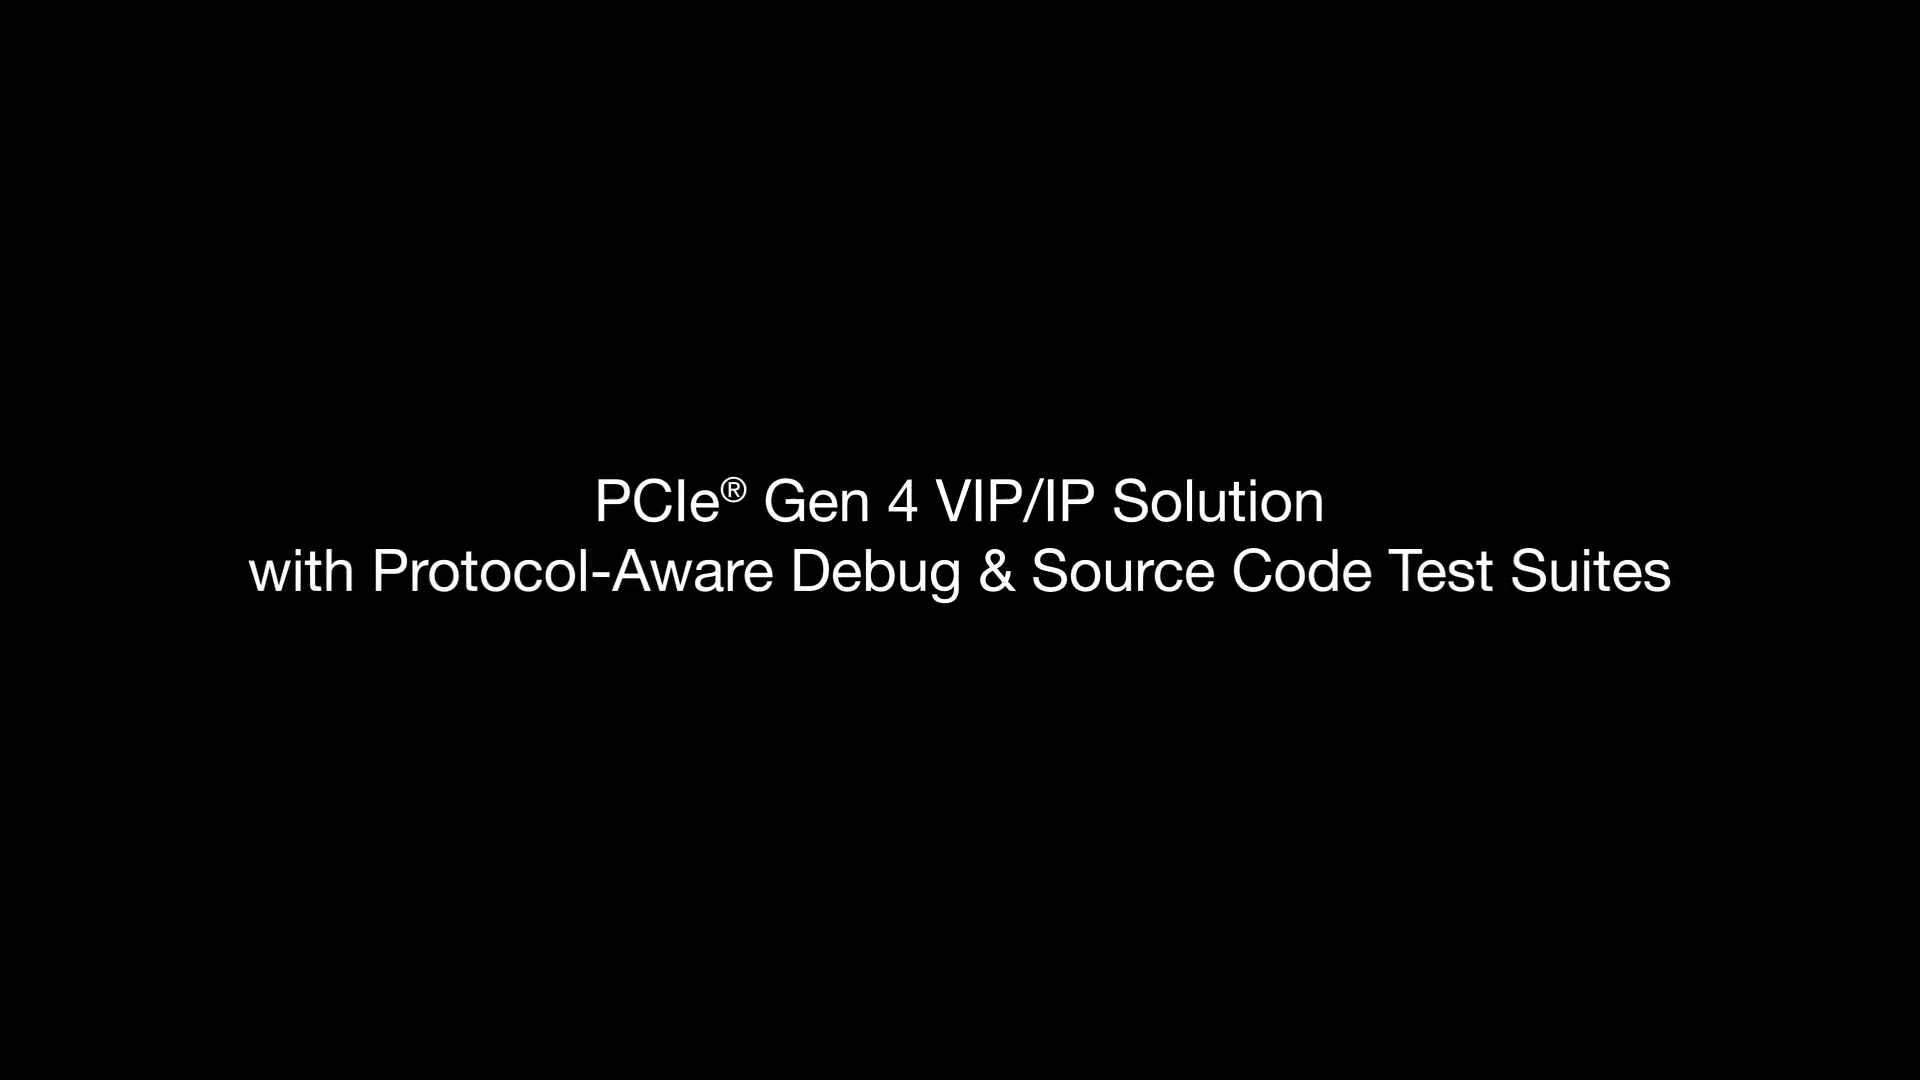 PCIe® Gen 4 VIP/IP Solution
with Protocol-Aware Debug & Source Code Test Suites